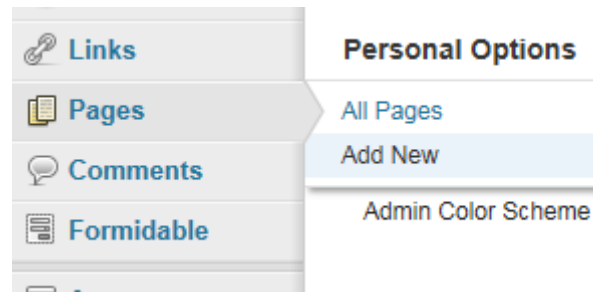 Links
Pages
Comments
Formidable
Personal Options
All Pages
Add New
Admin Color Scheme